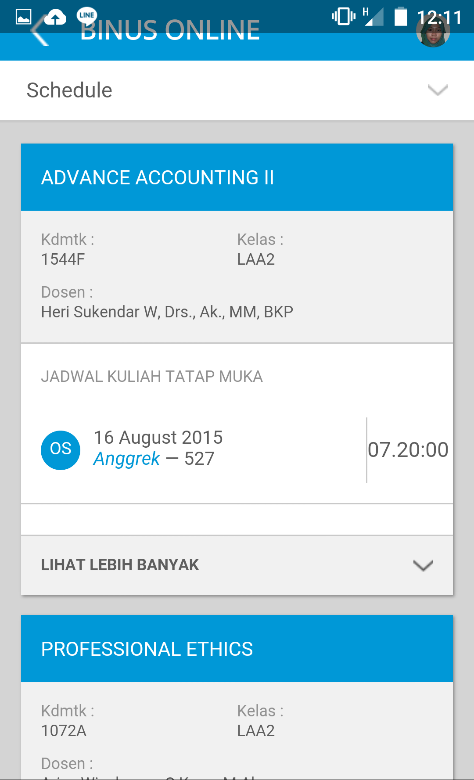 LINE
H
12:11
BINUS ONLINE
Schedule
ADVANCE ACCOUNTING II
Kdmtk : Kelas :
1544F LAA2
Dosen :
Heri Sukendar W, Drs., Ak., MM, BKP
JADWAL KULIAH TATAP MUKA
OS
16 August 2015
Anggrek — 527
07.20:00
LIHAT LEBIH BANYAK
PROFESSIONAL ETHICS
Kdmtk : Kelas :
1072A LAA2
Dosen :